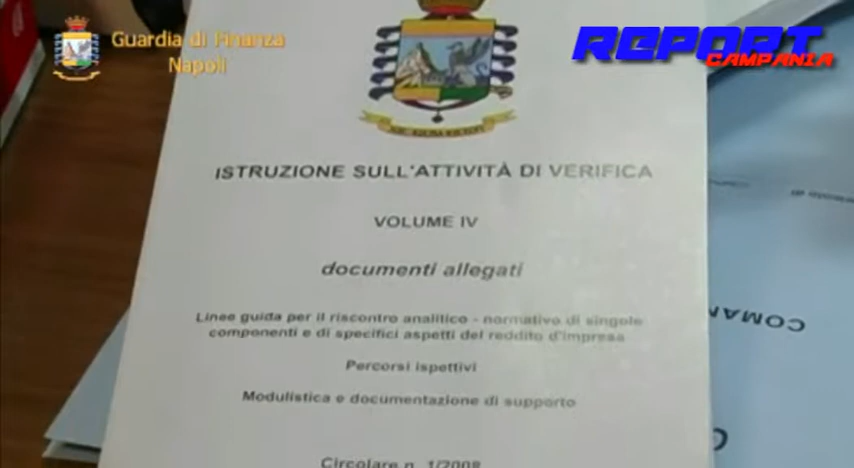 Guardia di Finanza
Napoli
REPORT
CAMPANIA
ISTRUZIONE SULL'ATTIVITÀ DI VERIFICA
VOLUME IV
documenti allegati
Linee guida per il riscontro analitico - normativo di singole
componenti e di specifici aspetti del reddito d'impresa
Percorsi ispettivi
Modulistica e documentazione di supporto
Circolare n. 1/2008
COMAN